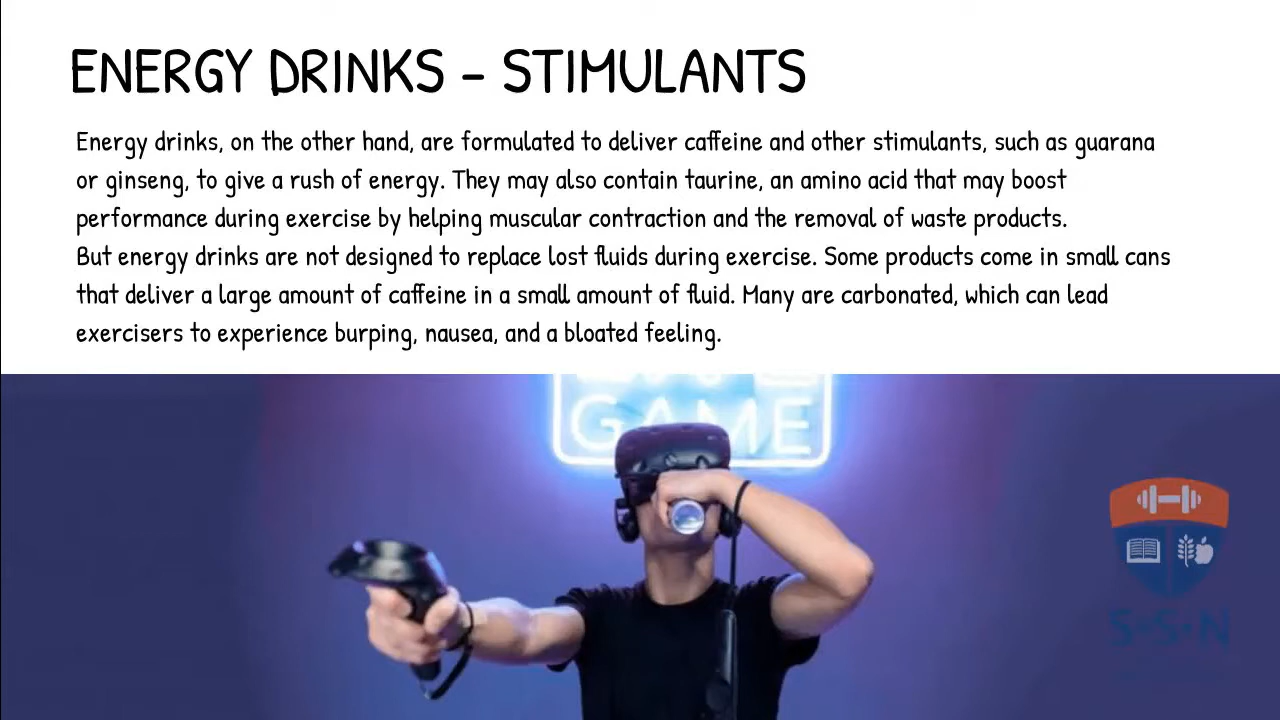 ENERGY DRINKS – STIMULANTS
Energy drinks, on the other hand, are formulated to deliver caffeine and other stimulants, such as guarana
or ginseng, to give a rush of energy. They may also contain taurine, an amino acid that may boost
performance during exercise by helping muscular contraction and the removal of waste products.
But energy drinks are not designed to replace lost fluids during exercise. Some products come in small cans
that deliver a large amount of caffeine in a small amount of fluid. Many are carbonated, which can lead
exercisers to experience burping, nausea, and a bloated feeling.
GAME
S•S•N